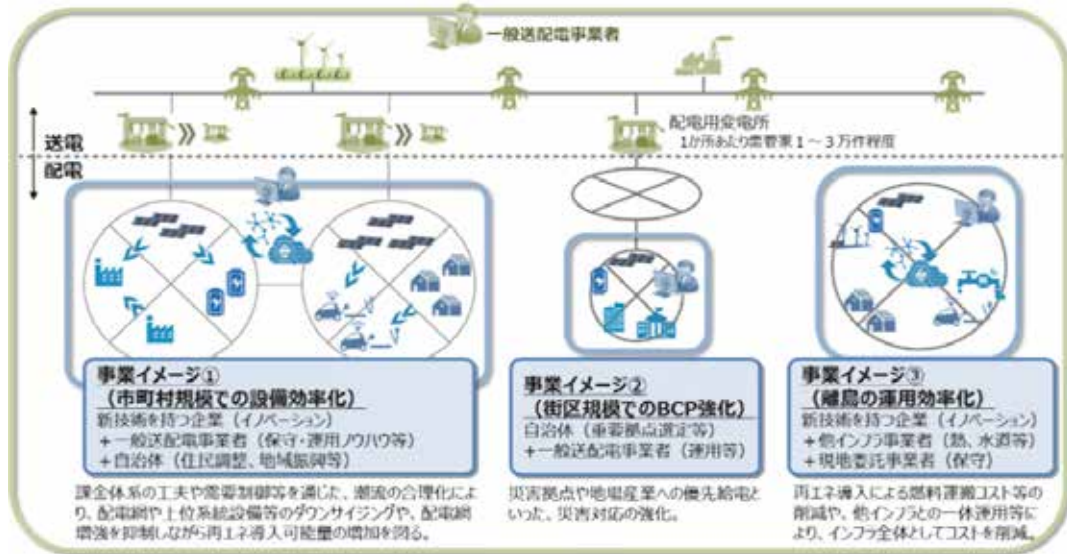 一般送配電事業者
送電
配電
配電用変電所
1か所あたり需要家1～3万件程度
事業イメージ①
（市町村規模での設備効率化）
新技術を持つ企業（イノベーション）
＋一般送配電事業者（保守・運用ノウハウ等）
＋自治体（住民調整、地域振興等）
課金体系の工夫や需要制御等を通じた、潮流の合理化によ
り、配電網や上位系統設備等のダウンサイジングや、配電網
増強を抑制しながら再エネ導入可能量の増加を図る。
事業イメージ②
（街区規模でのBCP強化）
自治体（重要拠点選定等）
＋一般送配電事業者（運用等）
災害拠点や地場産業への優先給電と
いった、災害対応の強化。
事業イメージ③
（離島の運用効率化）
新技術を持つ企業（イノベーション）
＋他インフラ事業者（熱、水道等）
＋現地委託事業者（保守）
再エネ導入による燃料運搬コスト等の
削減や、他インフラとの一体運用等に
より、インフラ全体としてコストを削減。